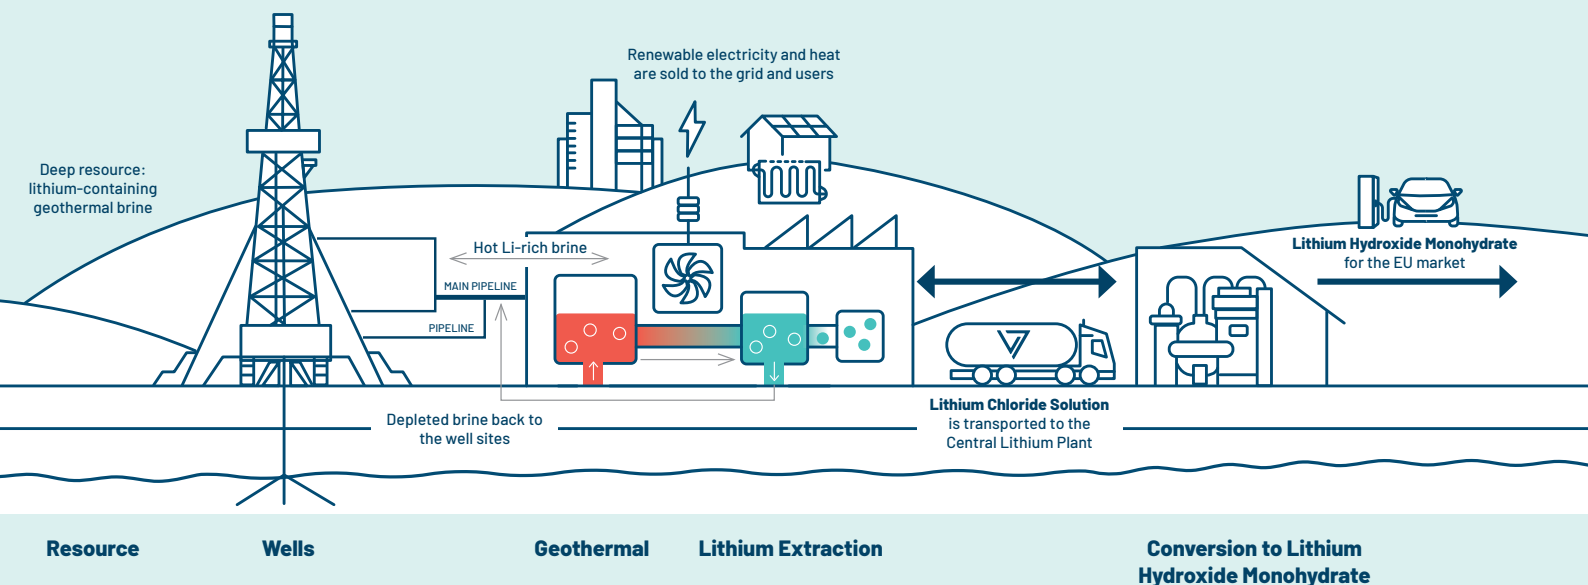 Renewable electricity and heat
are sold to the grid and users
Deep resource:
lithium-containing
geothermal brine
Hot Li-rich brine
MAIN PIPELINE
PIPELINE
Lithium Hydroxide Monohydrate
for the EU market
Depleted brine back to
the well sites
Lithium Chloride Solution
is transported to the
Central Lithium Plant
Resource
Wells
Geothermal
Lithium Extraction
Conversion to Lithium
Hydroxide Monohydrate